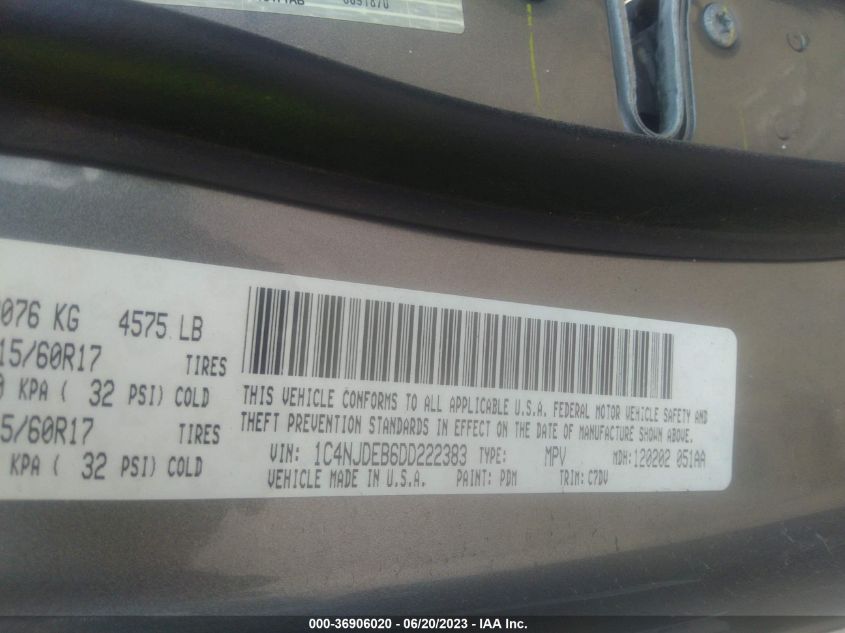 6091870
076 KG 4575 LB
15/60R17 TIRES
KPA ( 32 PSI) COLD
5/60R17 TIRES
KPA ( 32 PSI) COLD
THIS VEHICLE CONFORMS TO ALL APPLICABLE U.S.A. FEDERAL MOTOR VEHICLE SAFETY AND
THEFT PREVENTION STANDARDS IN EFFECT ON THE DATE OF MANUFACTURE SHOWN ABOVE.
VIN: 1C4NJDEB6DD222383 TYPE: MPV MDH: 120202 051AA
VEHICLE MADE IN U.S.A. PAINT: PDM TRIM: C7DV
000-36906020 - 06/20/2023 - IAA Inc.